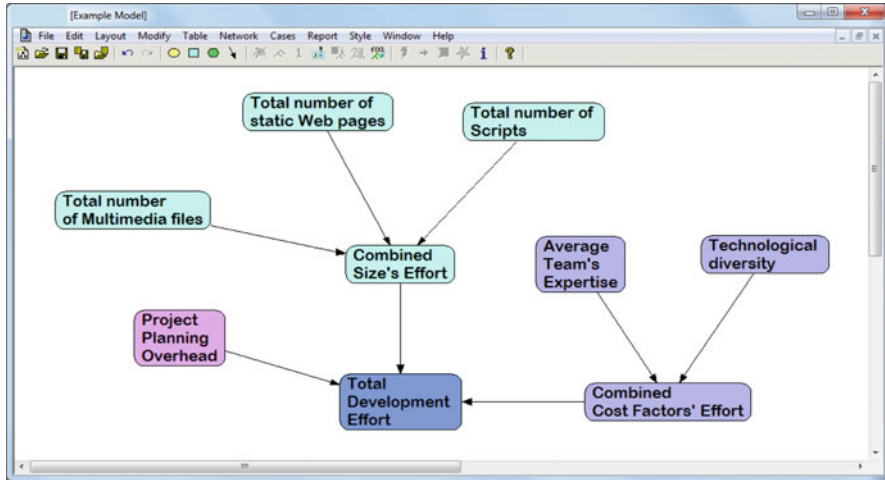 [Example Model]
File Edit Layout Modify Table Network Cases Report Style Window Help
Total number of
static Web pages
Total number of
Scripts
Total number
of Multimedia files
Combined
Size's Effort
Average
Team's
Expertise
Technological
diversity
Project
Planning
Overhead
Total
Development
Effort
Combined
Cost Factors' Effort